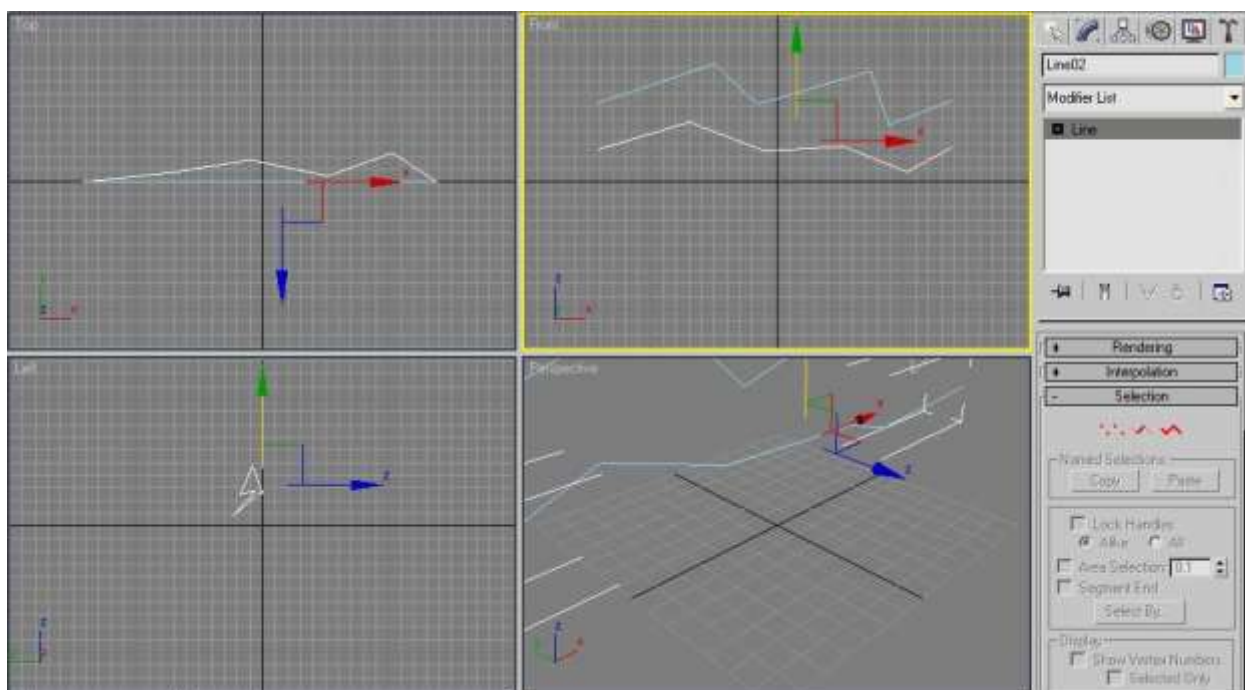 Top
Front
Left
Perspective
Line02
Modifier List
Line
+ Rendering
+ Interpolation
- Selection
Named Selections
Copy Paste
Lock Handles
Alike All
Area Selection: 0.1
Segment End
Select By...
Display
Show Vertex Numbers
Selected Only